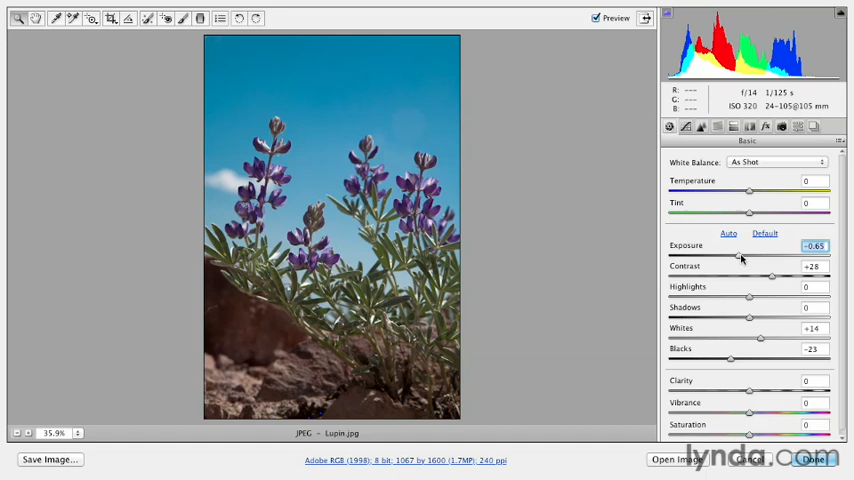 Preview
R: ---
G: ---
B: ---
f/14 1/125 s
ISO 320 24-105@105 mm
Basic
White Balance: As Shot
Temperature 0
Tint 0
Auto Default
Exposure -0.65
Contrast +28
Highlights 0
Shadows 0
Whites +14
Blacks -23
Clarity 0
Vibrance 0
Saturation 0
35.9%
JPEG - Lupin.jpg
Save Image...
Adobe RGB (1998); 8 bit; 1067 by 1600 (1.7MP); 240 ppi
Open Image
Cancel
Done
lynda.com